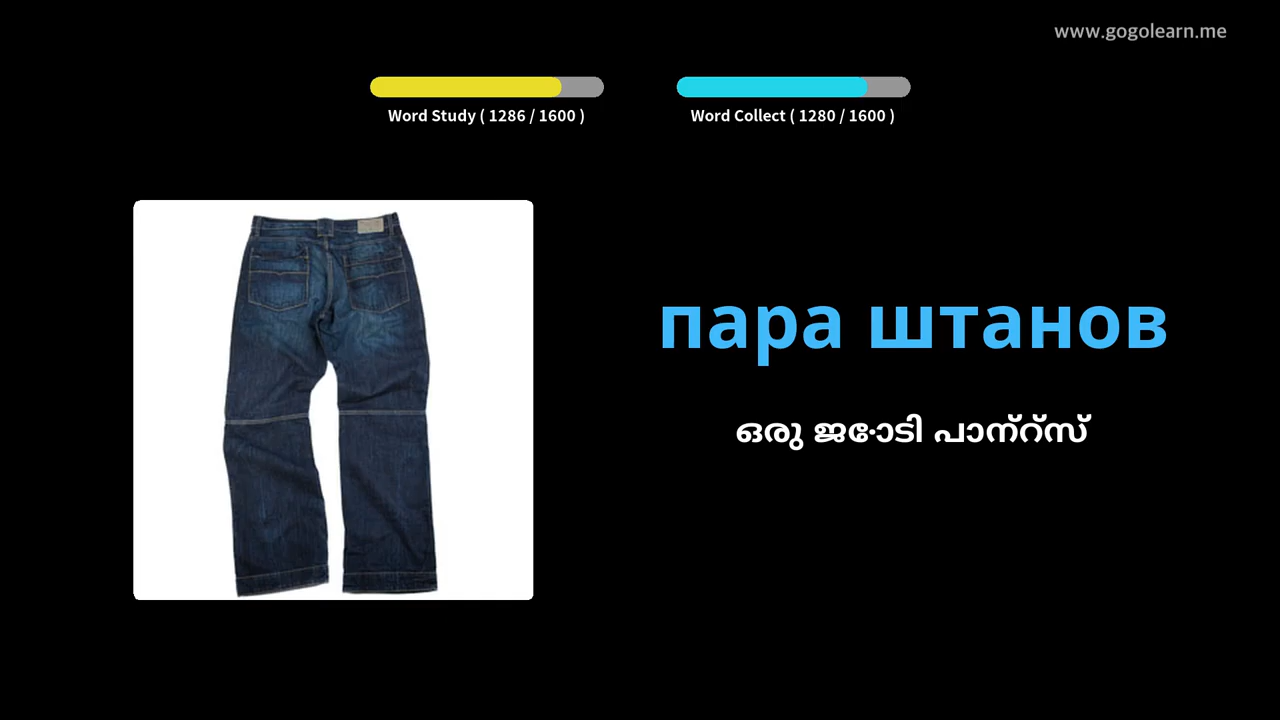 www.gogolearn.me
Word Study ( 1286 / 1600 )
Word Collect ( 1280 / 1600 )
пара штанов
ഒരു ജോടി പാന്റ്സ്